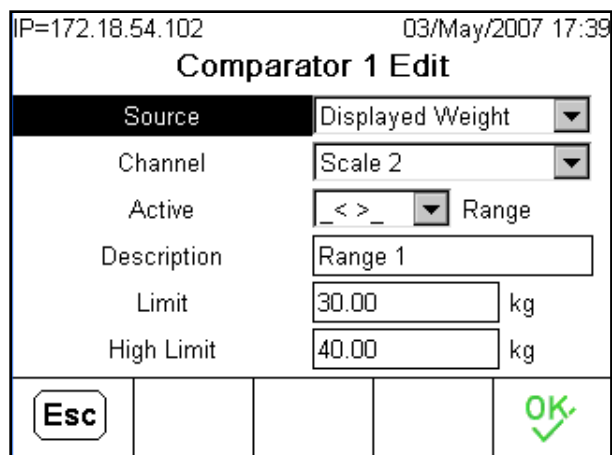 IP=172.18.54.102 03/May/2007 17:39
Comparator 1 Edit
Source Displayed Weight
Channel Scale 2
Active _< >_ Range
Description Range 1
Limit 30.00 kg
High Limit 40.00 kg
Esc OK